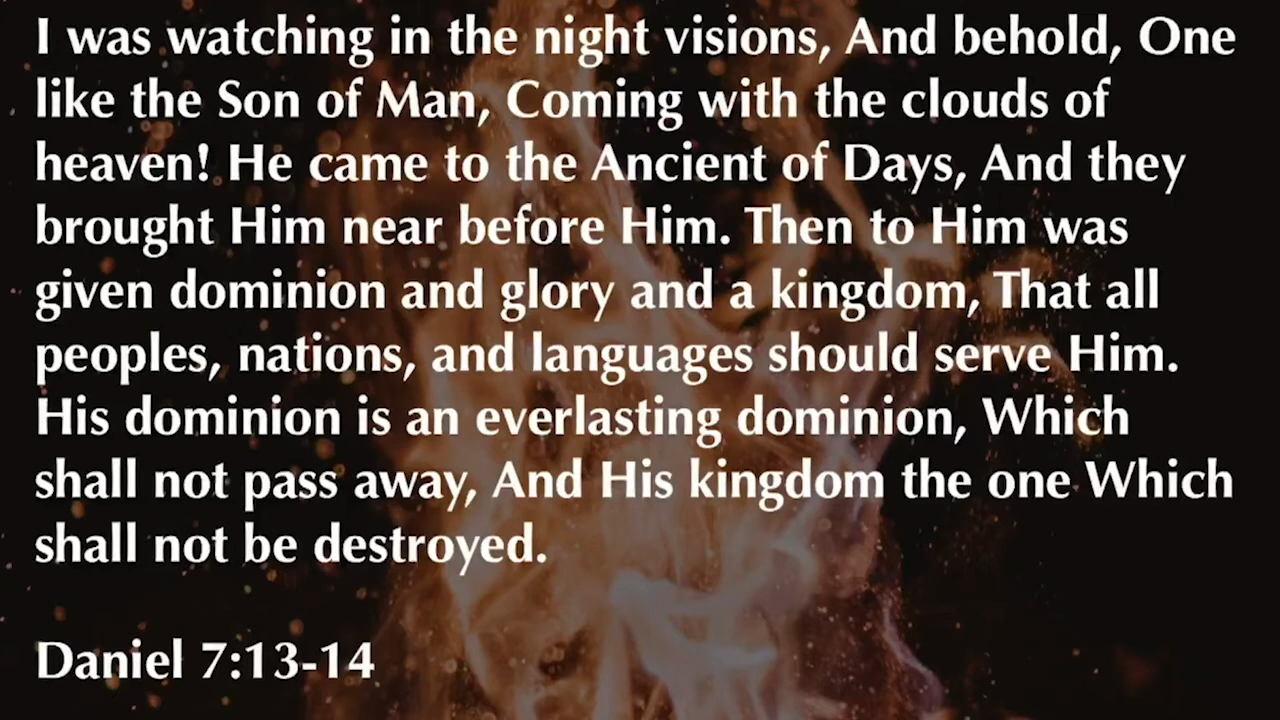 I was watching in the night visions, And behold, One
like the Son of Man, Coming with the clouds of
heaven! He came to the Ancient of Days, And they
brought Him near before Him. Then to Him was
given dominion and glory and a kingdom, That all
peoples, nations, and languages should serve Him.
His dominion is an everlasting dominion, Which
shall not pass away, And His kingdom the one Which
shall not be destroyed.
Daniel 7:13-14